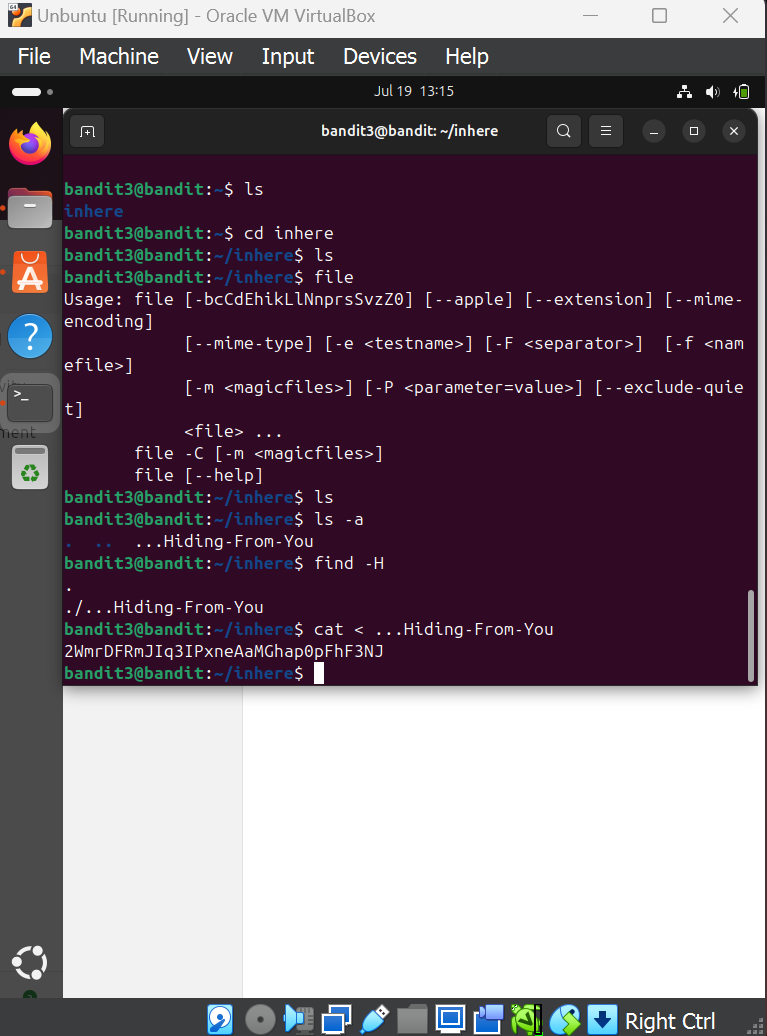 Unbuntu [Running] - Oracle VM VirtualBox
File Machine View Input Devices Help
Jul 19 13:15
bandit3@bandit: ~/inhere
bandit3@bandit:~$ ls
inhere
bandit3@bandit:~$ cd inhere
bandit3@bandit:~/inhere$ ls
bandit3@bandit:~/inhere$ file
Usage: file [-bcCdEhikLlNnprsSvzZ0] [--apple] [--extension] [--mime-
encoding]
[--mime-type] [-e <testname>] [-F <separator>]  [-f <nam
efile>]
[-m <magicfiles>] [-P <parameter=value>] [--exclude-quie
t]
<file> ...
file -C [-m <magicfiles>]
file [--help]
bandit3@bandit:~/inhere$ ls
bandit3@bandit:~/inhere$ ls -a
.  ..  ...Hiding-From-You
bandit3@bandit:~/inhere$ find -H
.
./...Hiding-From-You
bandit3@bandit:~/inhere$ cat < ...Hiding-From-You
2WmrDFRmJIq3IPxneAaMGhap0pFhF3NJ
bandit3@bandit:~/inhere$
Right Ctrl